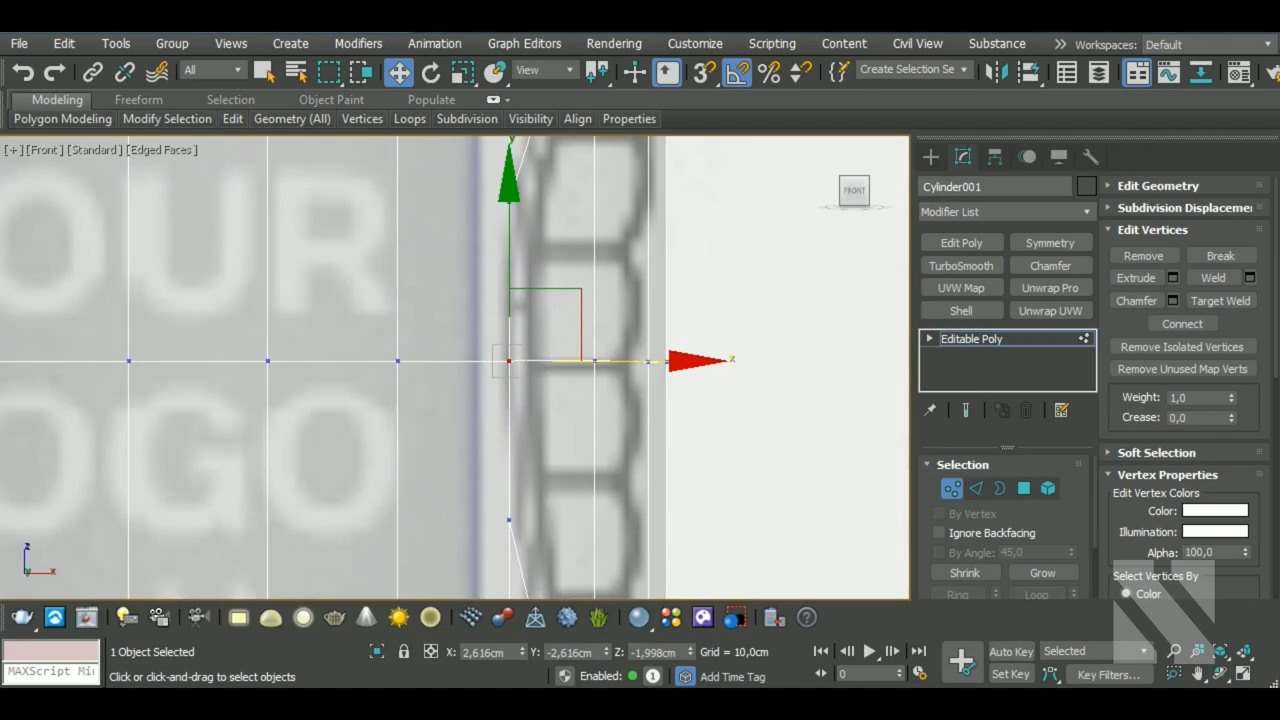 File Edit Tools Group Views Create Modifiers Animation Graph Editors Rendering Customize Scripting Content Civil View Substance Workspaces: Default
All View Create Selection Se
Modeling Freeform Selection Object Paint Populate
Polygon Modeling Modify Selection Edit Geometry (All) Vertices Loops Subdivision Visibility Align Properties
[+] [Front] [Standard] [Edged Faces]
y
FRONT
x
OUR
OGO
z
y
x
Cylinder001
Modifier List
Edit Poly Symmetry
TurboSmooth Chamfer
UVW Map Unwrap Pro
Shell Unwrap UVW
Editable Poly
Selection
By Vertex
Ignore Backfacing
By Angle: 45,0
Shrink Grow
Ring Loop
Edit Geometry
Subdivision Displaceme
Edit Vertices
Remove Break
Extrude Weld
Chamfer Target Weld
Connect
Remove Isolated Vertices
Remove Unused Map Verts
Weight: 1,0
Crease: 0,0
Soft Selection
Vertex Properties
Edit Vertex Colors
Color:
Illumination:
Alpha: 100,0
Select Vertices By
Color
1 Object Selected X: 2,616cm Y: -2,616cm Z: -1,998cm Grid = 10,0cm Auto Key Selected
MAXScript Mi Click or click-and-drag to select objects Enabled: 1 Add Time Tag 0 Set Key Key Filters...